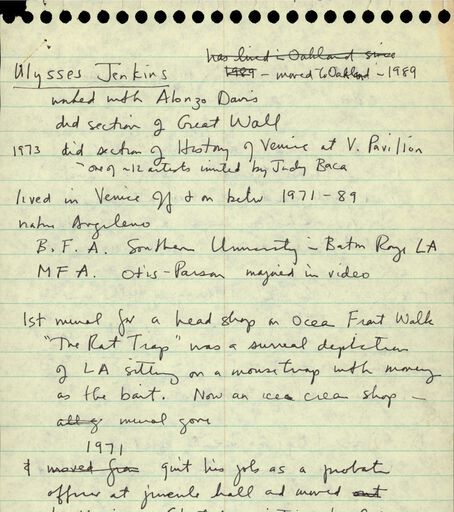 has lived in Oakland since
Ulysses Jenkins 1989 - moved to Oakland - 1989
worked with Alonzo Davis
did section of Great Wall
1973 did section of History of Venice at V. Pavilion
- one of ~12 artists invited by Judy Baca
lived in Venice off & on betw 1971-89
native Angeleno
B.F.A. Southern University - Baton Rouge LA
MFA. Otis-Parson majored in video
1st mural for a head shop on Ocean Front Walk
"The Rat Trap" was a surreal depiction
of LA sitting on a mousetrap with money
as the bait. Now an ice cream shop -
all of mural gone
1971
& moved from quit his job as a probate
officer at juvenile hall and moved out